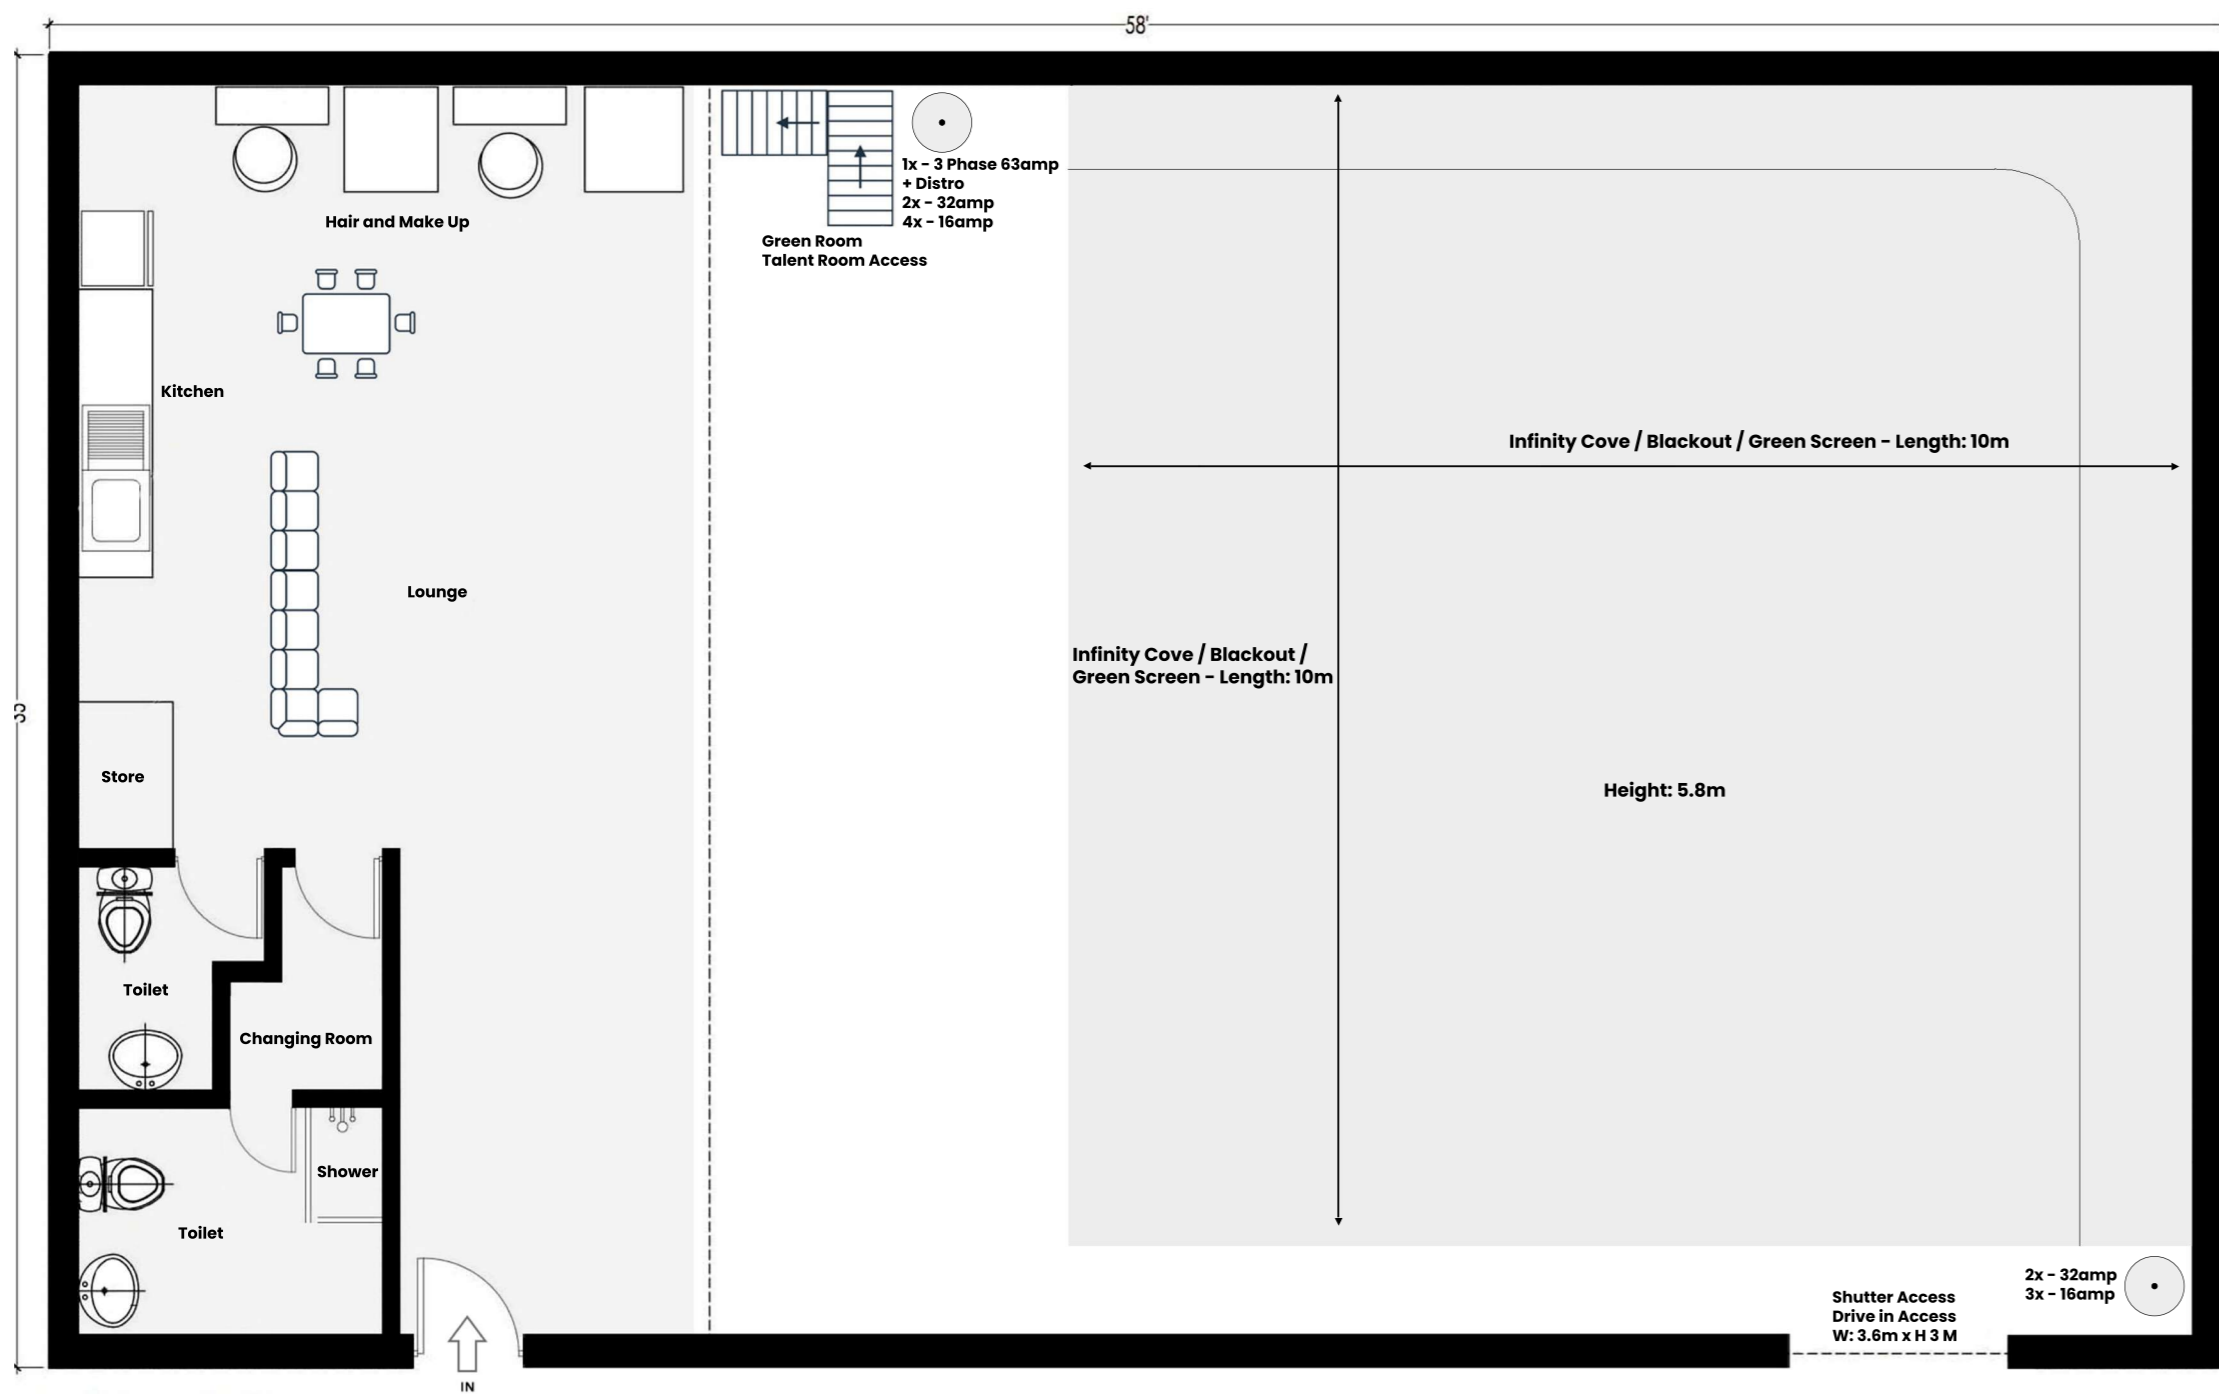 58'
1x - 3 Phase 63amp
+ Distro
2x - 32amp
4x - 16amp
Hair and Make Up
Green Room
Talent Room Access
Kitchen
Infinity Cove / Blackout / Green Screen - Length: 10m
Lounge
Infinity Cove / Blackout /
Green Screen - Length: 10m
Store
Height: 5.8m
Toilet
Changing Room
Shower
Toilet
2x - 32amp
3x - 16amp
Shutter Access
Drive in Access
W: 3.6m x H 3 M
IN